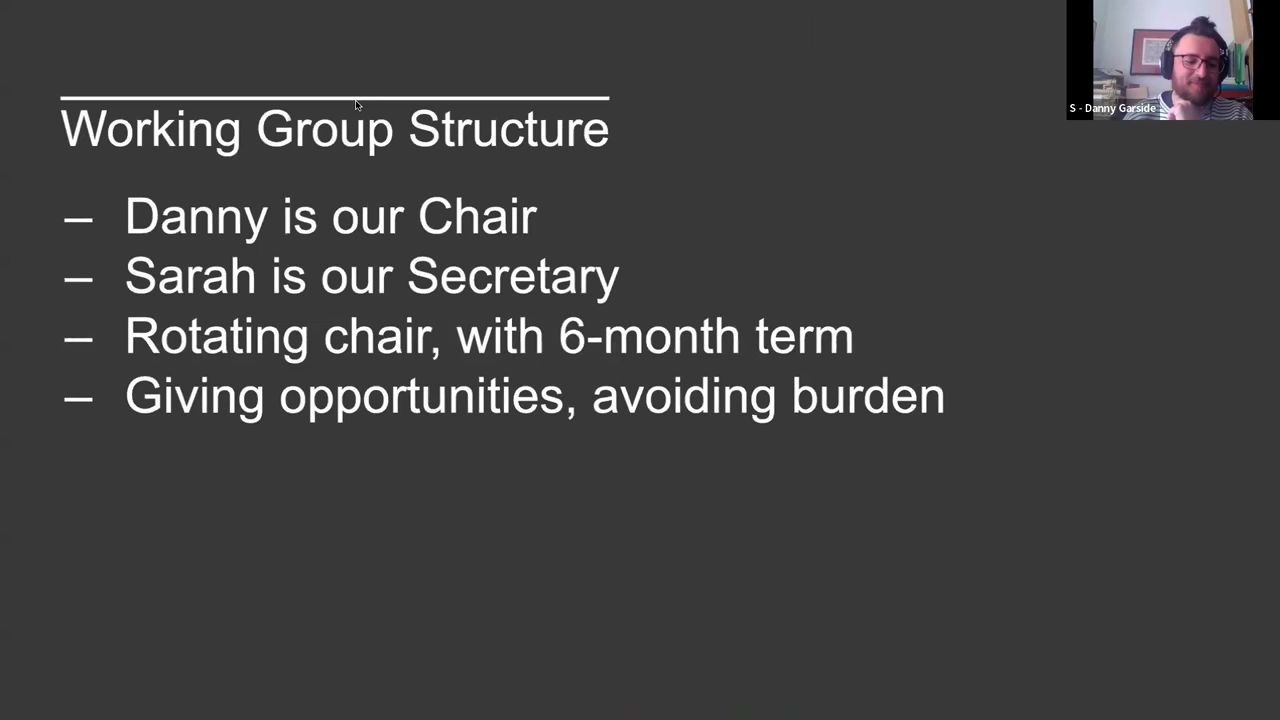 Working Group Structure
– Danny is our Chair
– Sarah is our Secretary
– Rotating chair, with 6-month term
– Giving opportunities, avoiding burden
S - Danny Garside